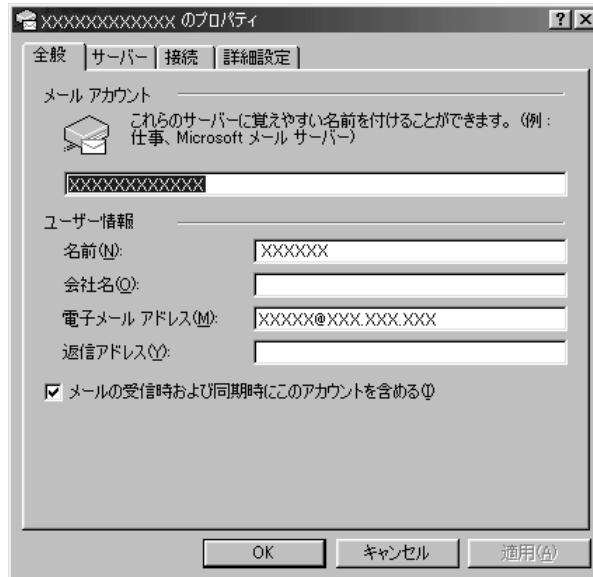 XXXXXXXXXXXX のプロパティ
全般 サーバー 接続 詳細設定
メール アカウント
これらのサーバーに覚えやすい名前を付けることができます。(例 :
仕事、Microsoft メール サーバー)
XXXXXXXXXXXX
ユーザー情報
名前(N): XXXXXX
会社名(O):
電子メール アドレス(M): XXXXX@XXX.XXX.XXX
返信アドレス(Y):
メールの受信時および同期時にこのアカウントを含める(I)
OK キャンセル 適用(A)